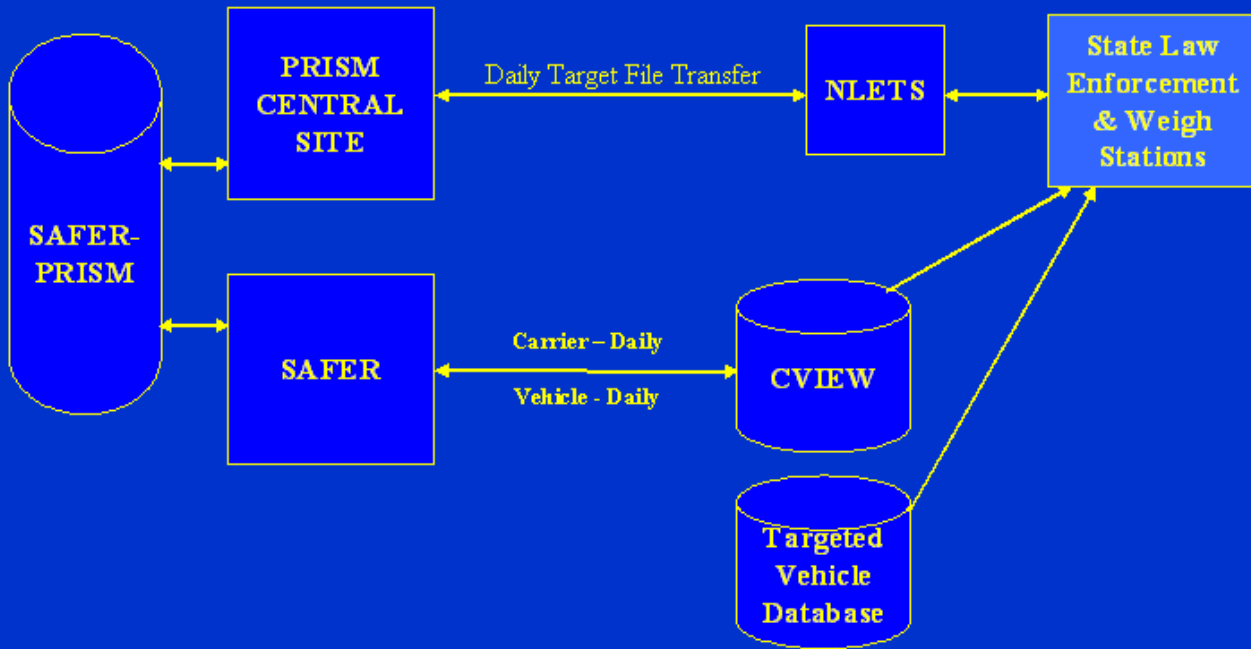 PRISM
CENTRAL
SITE
Daily Target File Transfer
NLETS
State Law
Enforcement
& Weigh
Stations
SAFER-
PRISM
SAFER
Carrier – Daily
Vehicle - Daily
CVIEW
Targeted
Vehicle
Database